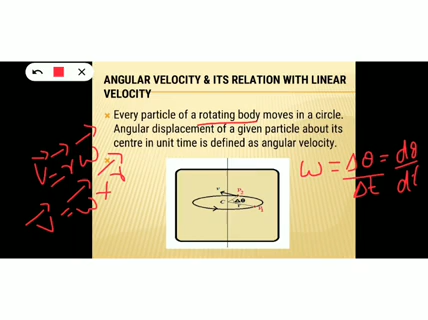 ANGULAR VELOCITY & ITS RELATION WITH LINEAR
VELOCITY
Every particle of a rotating body moves in a circle.
Angular displacement of a given particle about its
centre in unit time is defined as angular velocity.
ω = Δθ/Δt = dθ/dt